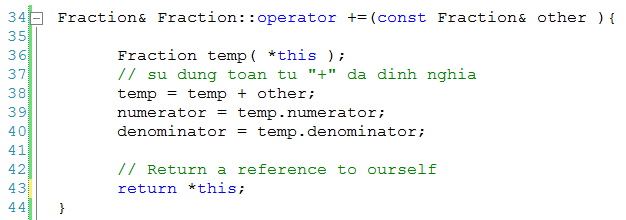 34 Fraction& Fraction::operator +=(const Fraction& other ){
35
36 Fraction temp( *this );
37 // su dung toan tu "+" da dinh nghia
38 temp = temp + other;
39 numerator = temp.numerator;
40 denominator = temp.denominator;
41
42 // Return a reference to ourself
43 return *this;
44 }